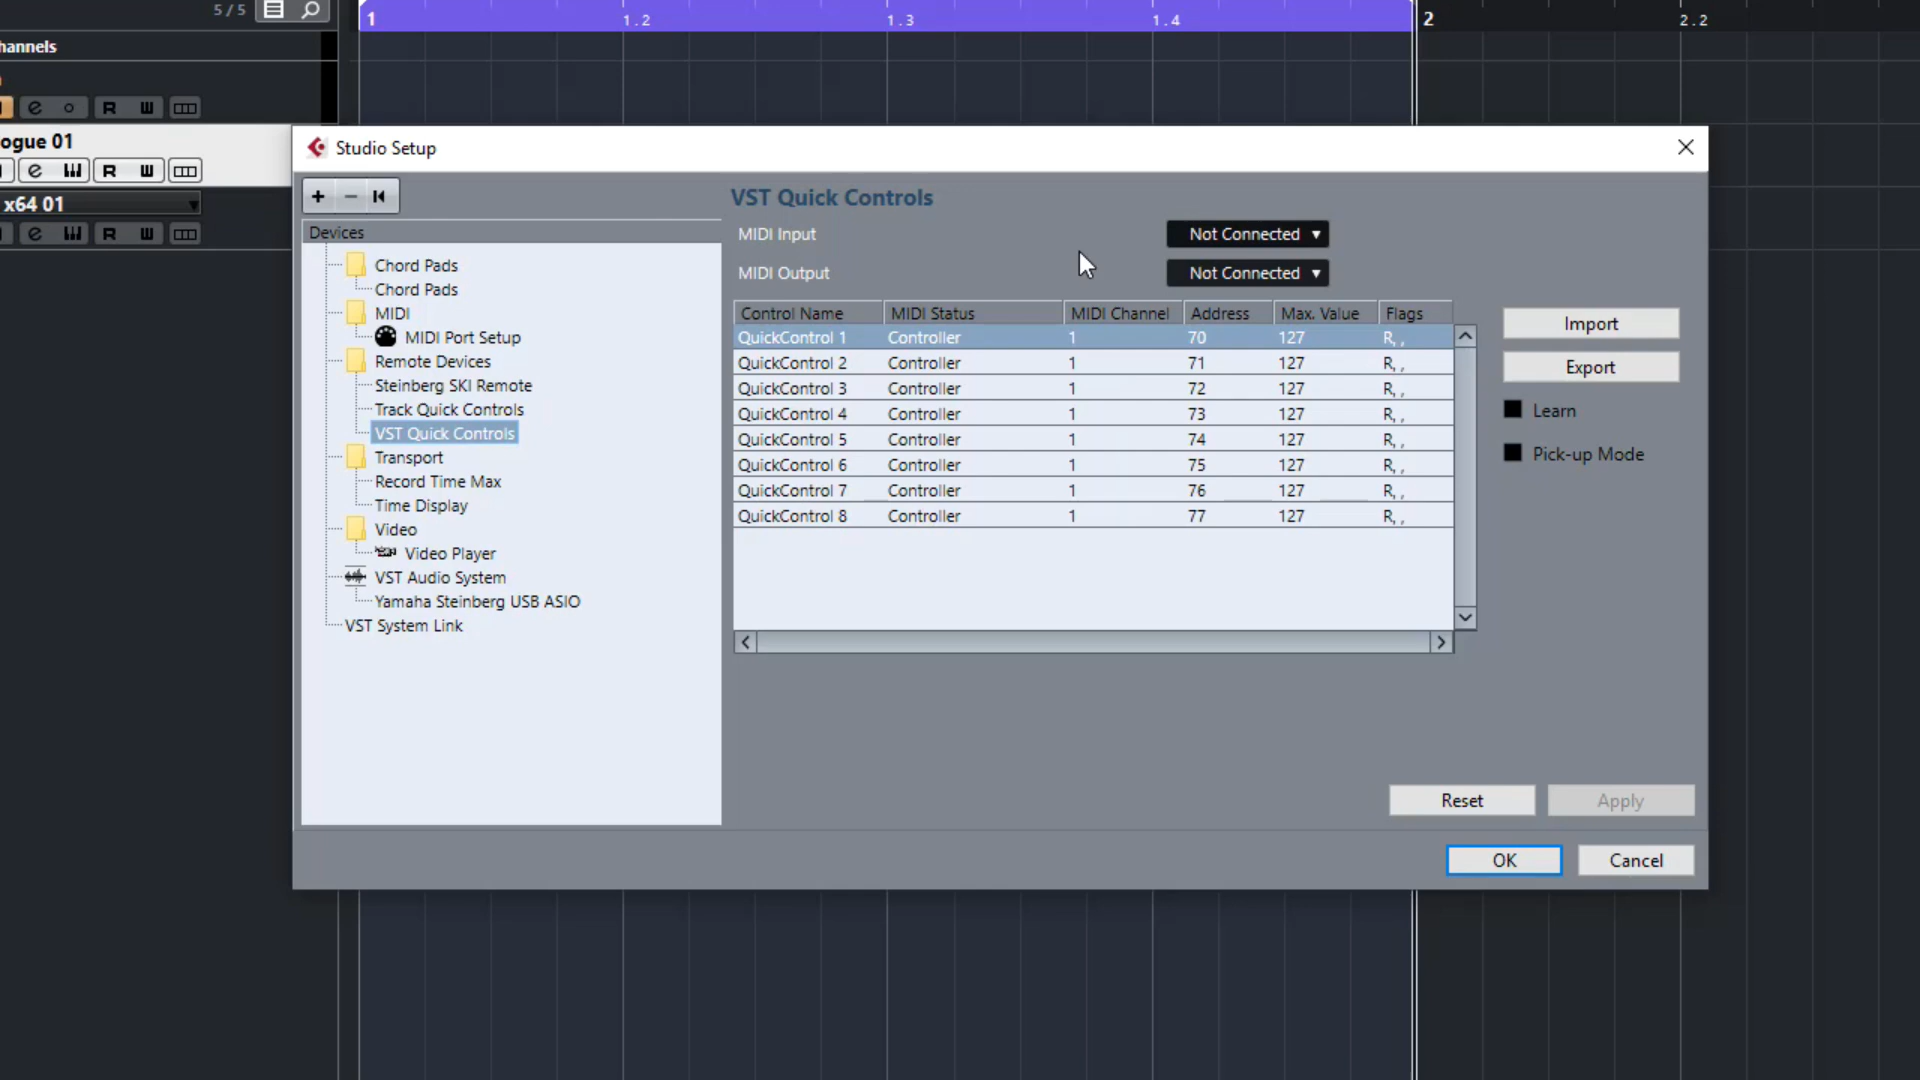 5 / 5
1
1.2
1.3
1.4
2
2.2
hannels
R
ogue 01
R
x64 01
R
Studio Setup
Devices
Chord Pads
Chord Pads
MIDI
MIDI Port Setup
Remote Devices
Steinberg SKI Remote
Track Quick Controls
VST Quick Controls
Transport
Record Time Max
Time Display
Video
Video Player
VST Audio System
Yamaha Steinberg USB ASIO
VST System Link
VST Quick Controls
MIDI Input Not Connected
MIDI Output Not Connected
Control Name MIDI Status MIDI Channel Address Max. Value Flags
QuickControl 1 Controller 1 70 127 R, ,
QuickControl 2 Controller 1 71 127 R, ,
QuickControl 3 Controller 1 72 127 R, ,
QuickControl 4 Controller 1 73 127 R, ,
QuickControl 5 Controller 1 74 127 R, ,
QuickControl 6 Controller 1 75 127 R, ,
QuickControl 7 Controller 1 76 127 R, ,
QuickControl 8 Controller 1 77 127 R, ,
Import
Export
Learn
Pick-up Mode
Reset
Apply
OK
Cancel